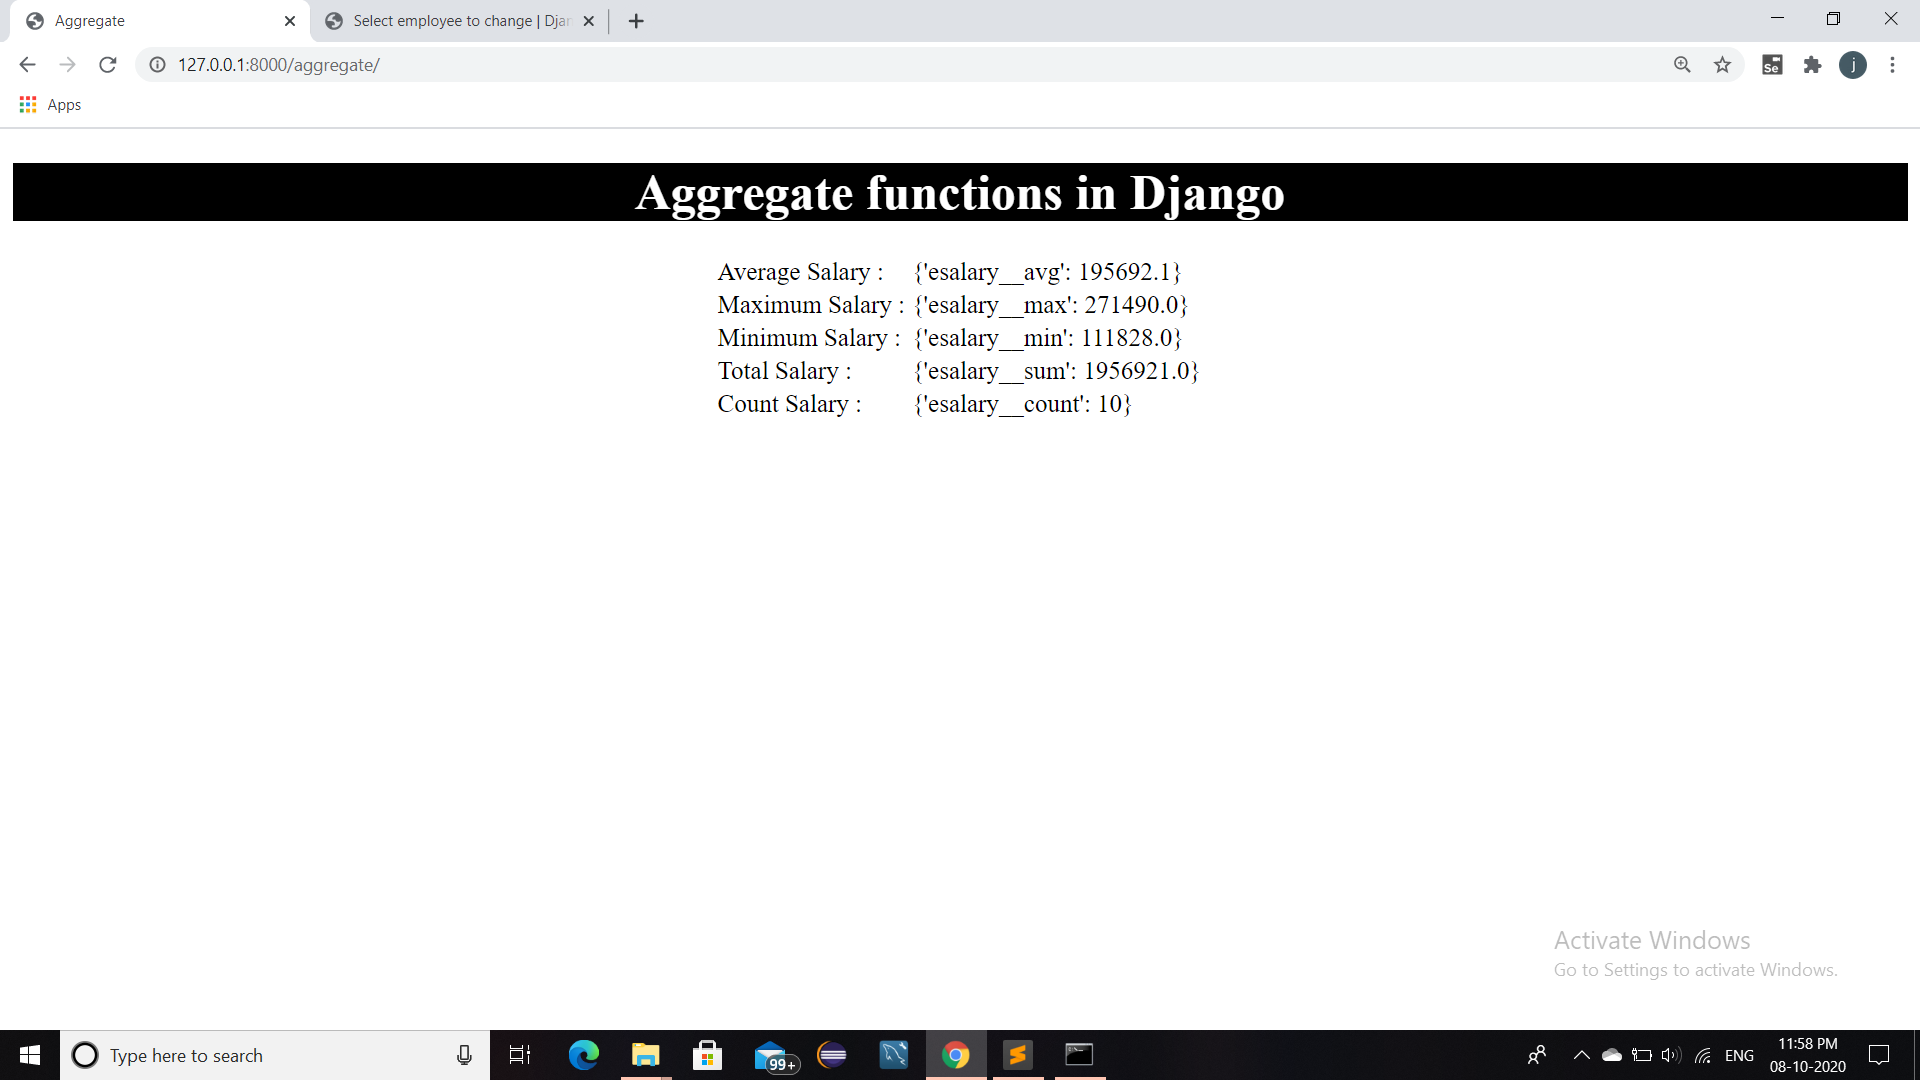 Aggregate
Select employee to change | Djan
127.0.0.1:8000/aggregate/
Se
j
Apps
Aggregate functions in Django
Average Salary : {'esalary__avg': 195692.1}
Maximum Salary : {'esalary__max': 271490.0}
Minimum Salary : {'esalary__min': 111828.0}
Total Salary : {'esalary__sum': 1956921.0}
Count Salary : {'esalary__count': 10}
Activate Windows
Go to Settings to activate Windows.
Type here to search
99+
ENG
11:58 PM
08-10-2020